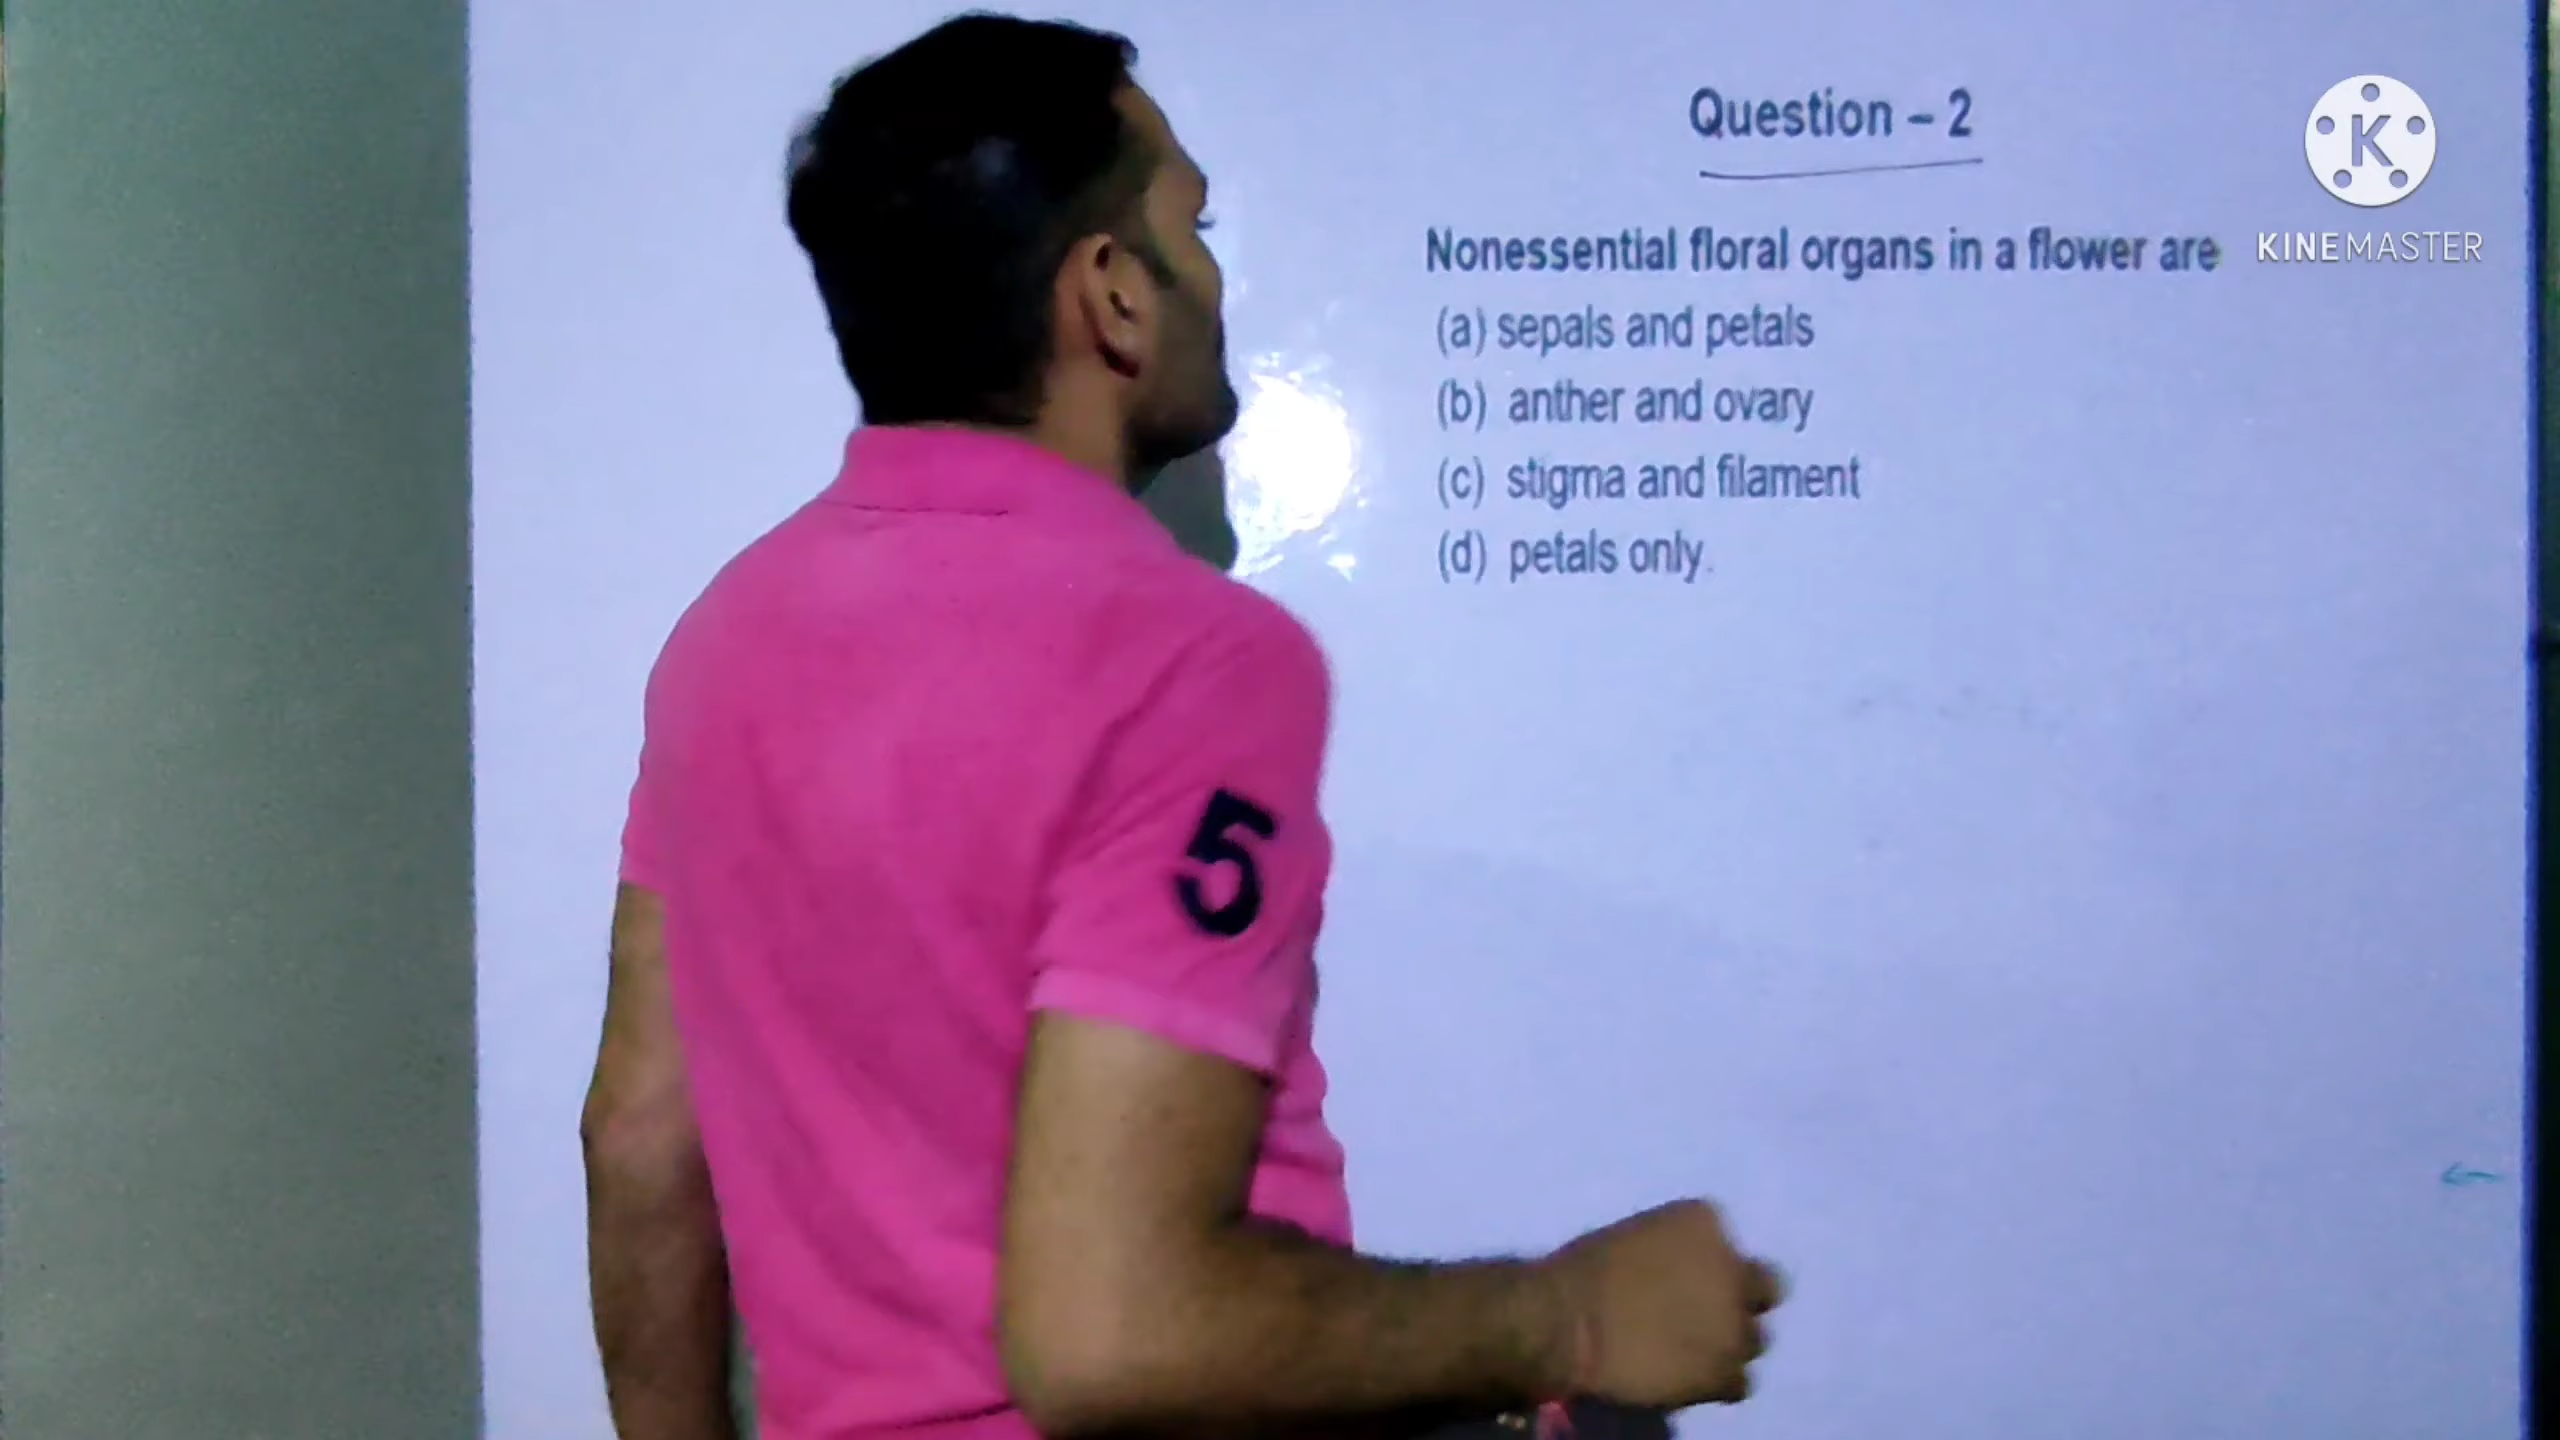 Question – 2
Nonessential floral organs in a flower are
(a) sepals and petals
(b) anther and ovary
(c) stigma and filament
(d) petals only.
K
KINEMASTER
5